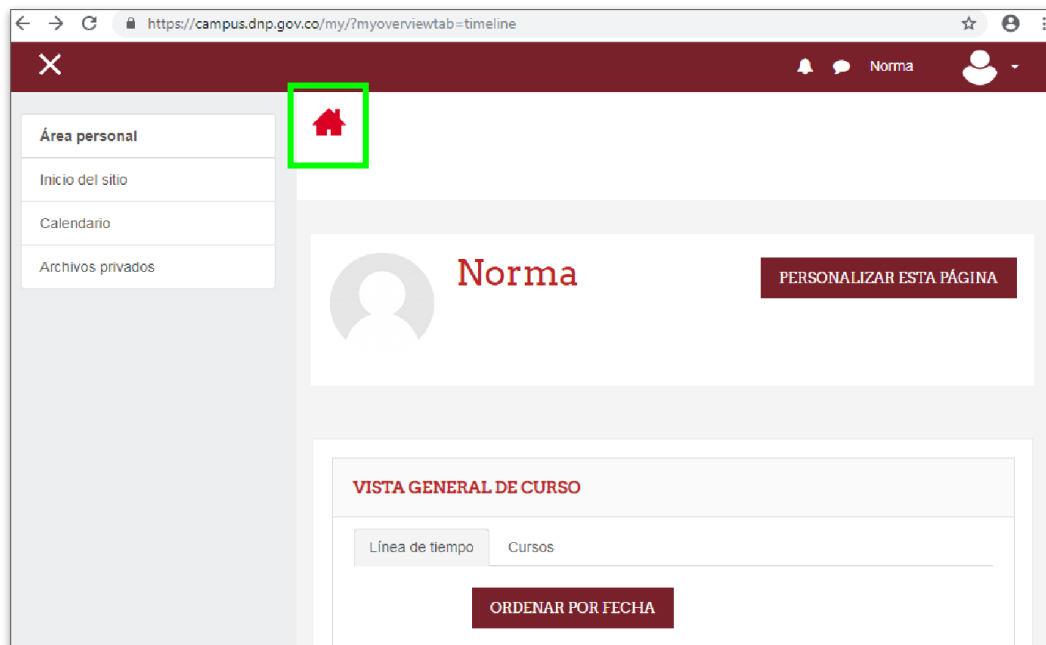 https://campus.dnp.gov.co/my/?myoverviewtab=timeline
Norma
Área personal
Inicio del sitio
Calendario
Archivos privados
Norma
PERSONALIZAR ESTA PÁGINA
VISTA GENERAL DE CURSO
Línea de tiempo
Cursos
ORDENAR POR FECHA